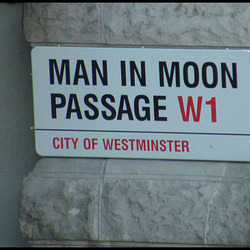 MAN IN MOON
PASSAGE W1
CITY OF WESTMINSTER